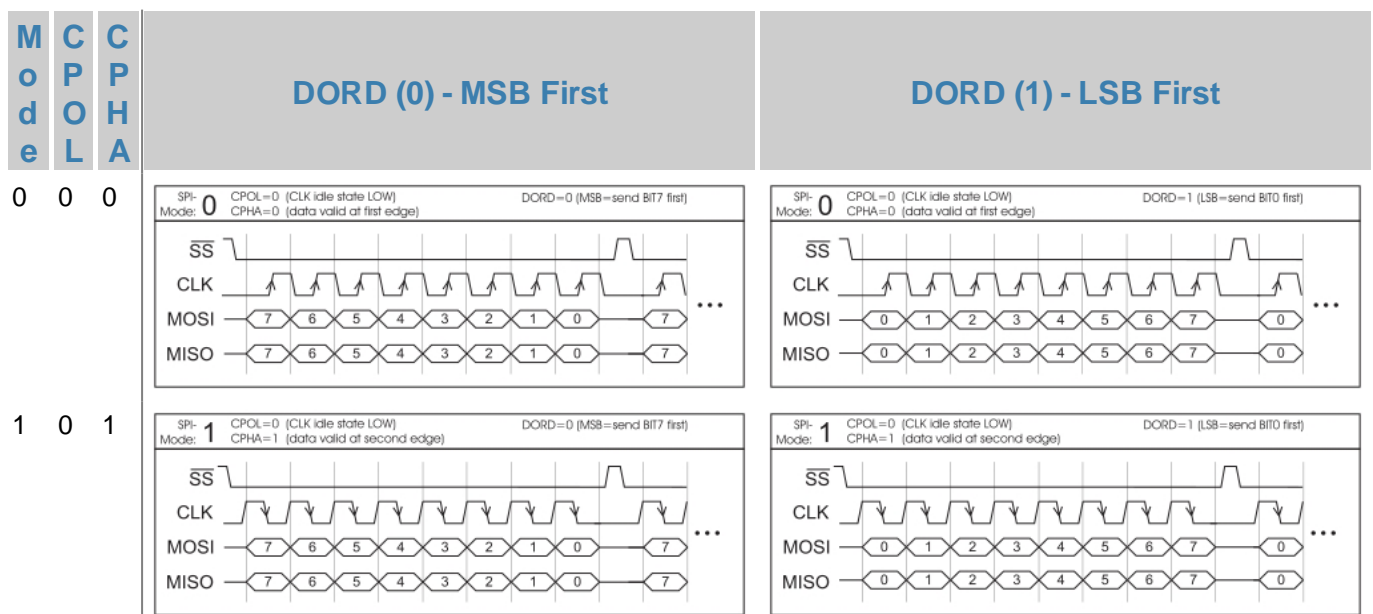 Mode CPOL CPHA DORD (0) - MSB First DORD (1) - LSB First
0 0 0
SPI-Mode: 0 CPOL=0 (CLK idle state LOW) DORD=0 (MSB=send BIT7 first)
CPHA=0 (data valid at first edge)
SS
CLK
MOSI 7 6 5 4 3 2 1 0 7 ...
MISO 7 6 5 4 3 2 1 0 7
SPI-Mode: 0 CPOL=0 (CLK idle state LOW) DORD=1 (LSB=send BIT0 first)
CPHA=0 (data valid at first edge)
SS
CLK
MOSI 0 1 2 3 4 5 6 7 0 ...
MISO 0 1 2 3 4 5 6 7 0
1 0 1
SPI-Mode: 1 CPOL=0 (CLK idle state LOW) DORD=0 (MSB=send BIT7 first)
CPHA=1 (data valid at second edge)
SS
CLK
MOSI 7 6 5 4 3 2 1 0 7 ...
MISO 7 6 5 4 3 2 1 0 7
SPI-Mode: 1 CPOL=0 (CLK idle state LOW) DORD=1 (LSB=send BIT0 first)
CPHA=1 (data valid at second edge)
SS
CLK
MOSI 0 1 2 3 4 5 6 7 0 ...
MISO 0 1 2 3 4 5 6 7 0